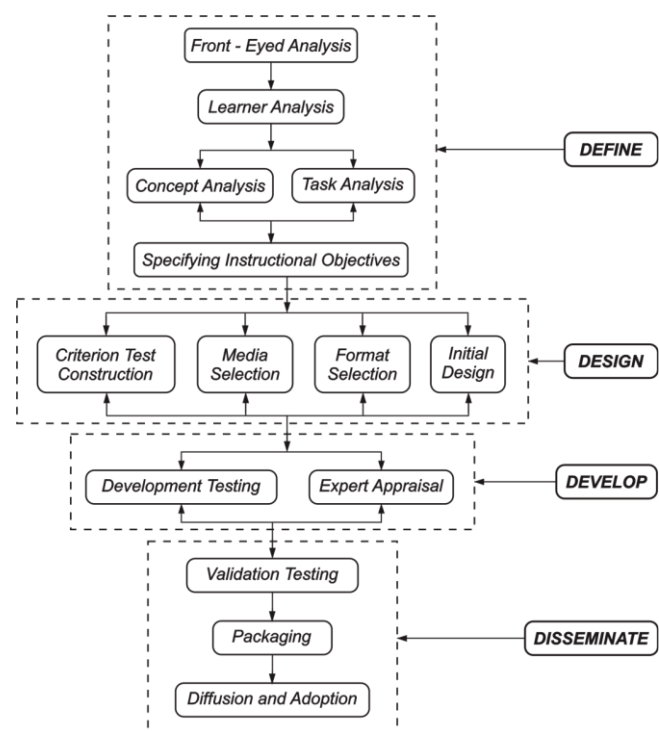 Front - Eyed Analysis
Learner Analysis
DEFINE
Concept Analysis
Task Analysis
Specifying Instructional Objectives
Criterion Test
Construction
Media
Selection
Format
Selection
Initial
Design
DESIGN
Development Testing
Expert Appraisal
DEVELOP
Validation Testing
Packaging
DISSEMINATE
Diffusion and Adoption